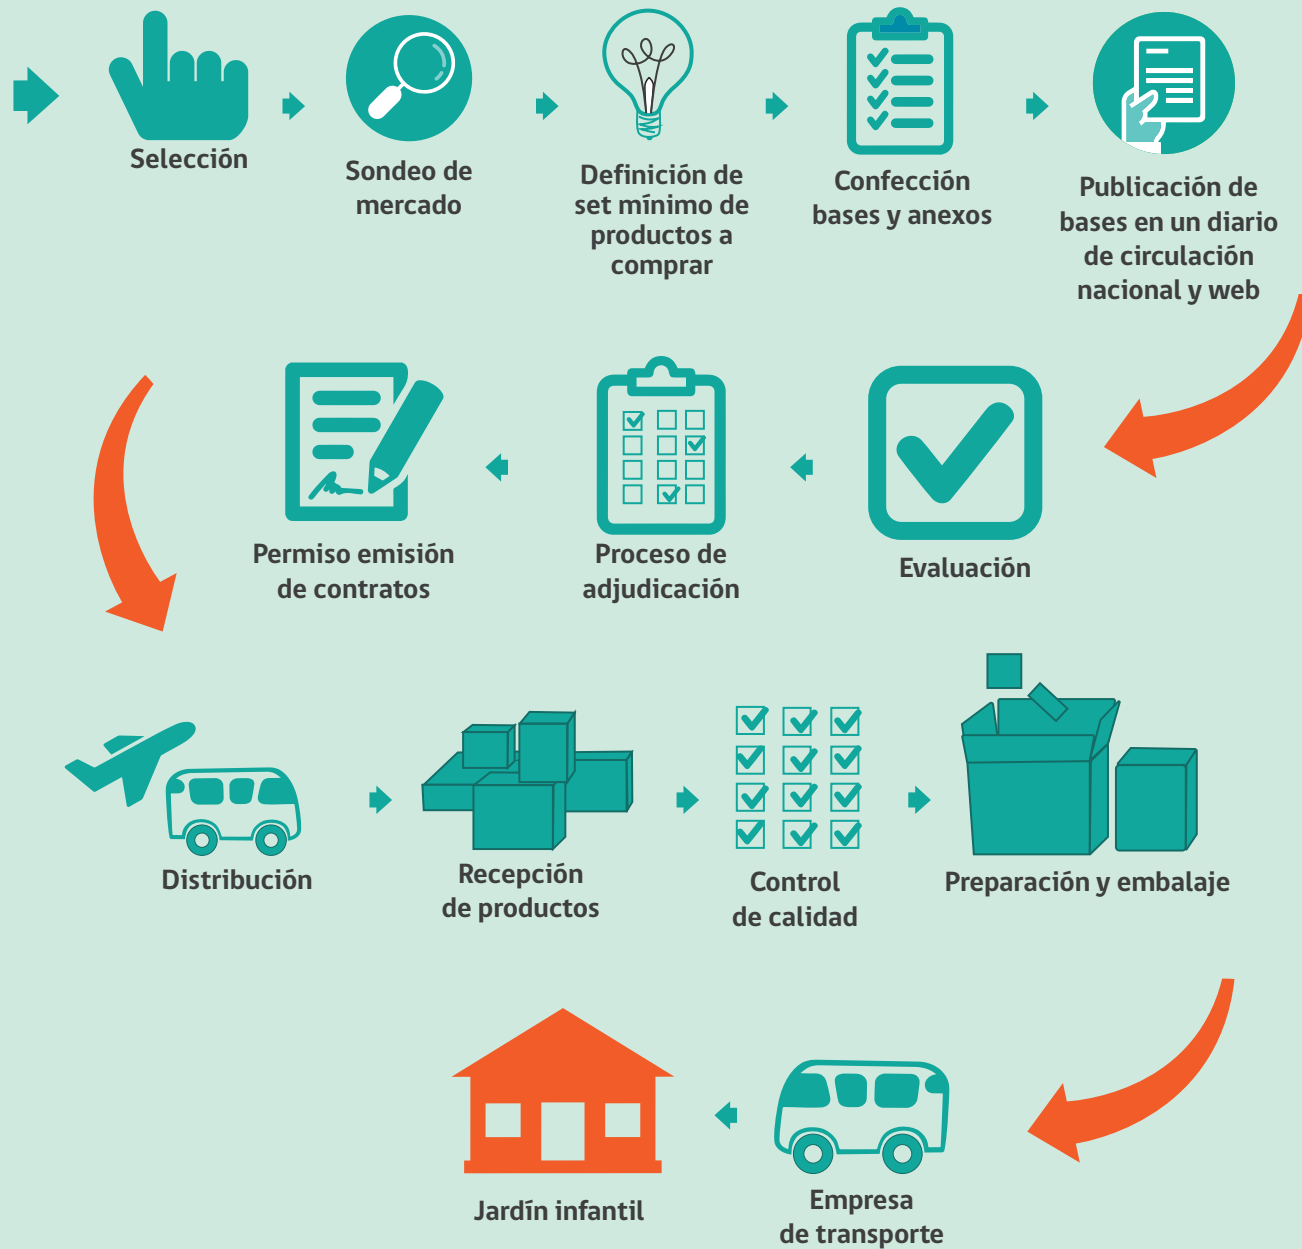 Selección
Sondeo de
mercado
Definición de
set mínimo de
productos a
comprar
Confección
bases y anexos
Publicación de
bases en un diario
de circulación
nacional y web
Permiso emisión
de contratos
Proceso de
adjudicación
Evaluación
Distribución
Recepción
de productos
Control
de calidad
Preparación y embalaje
Jardín infantil
Empresa
de transporte